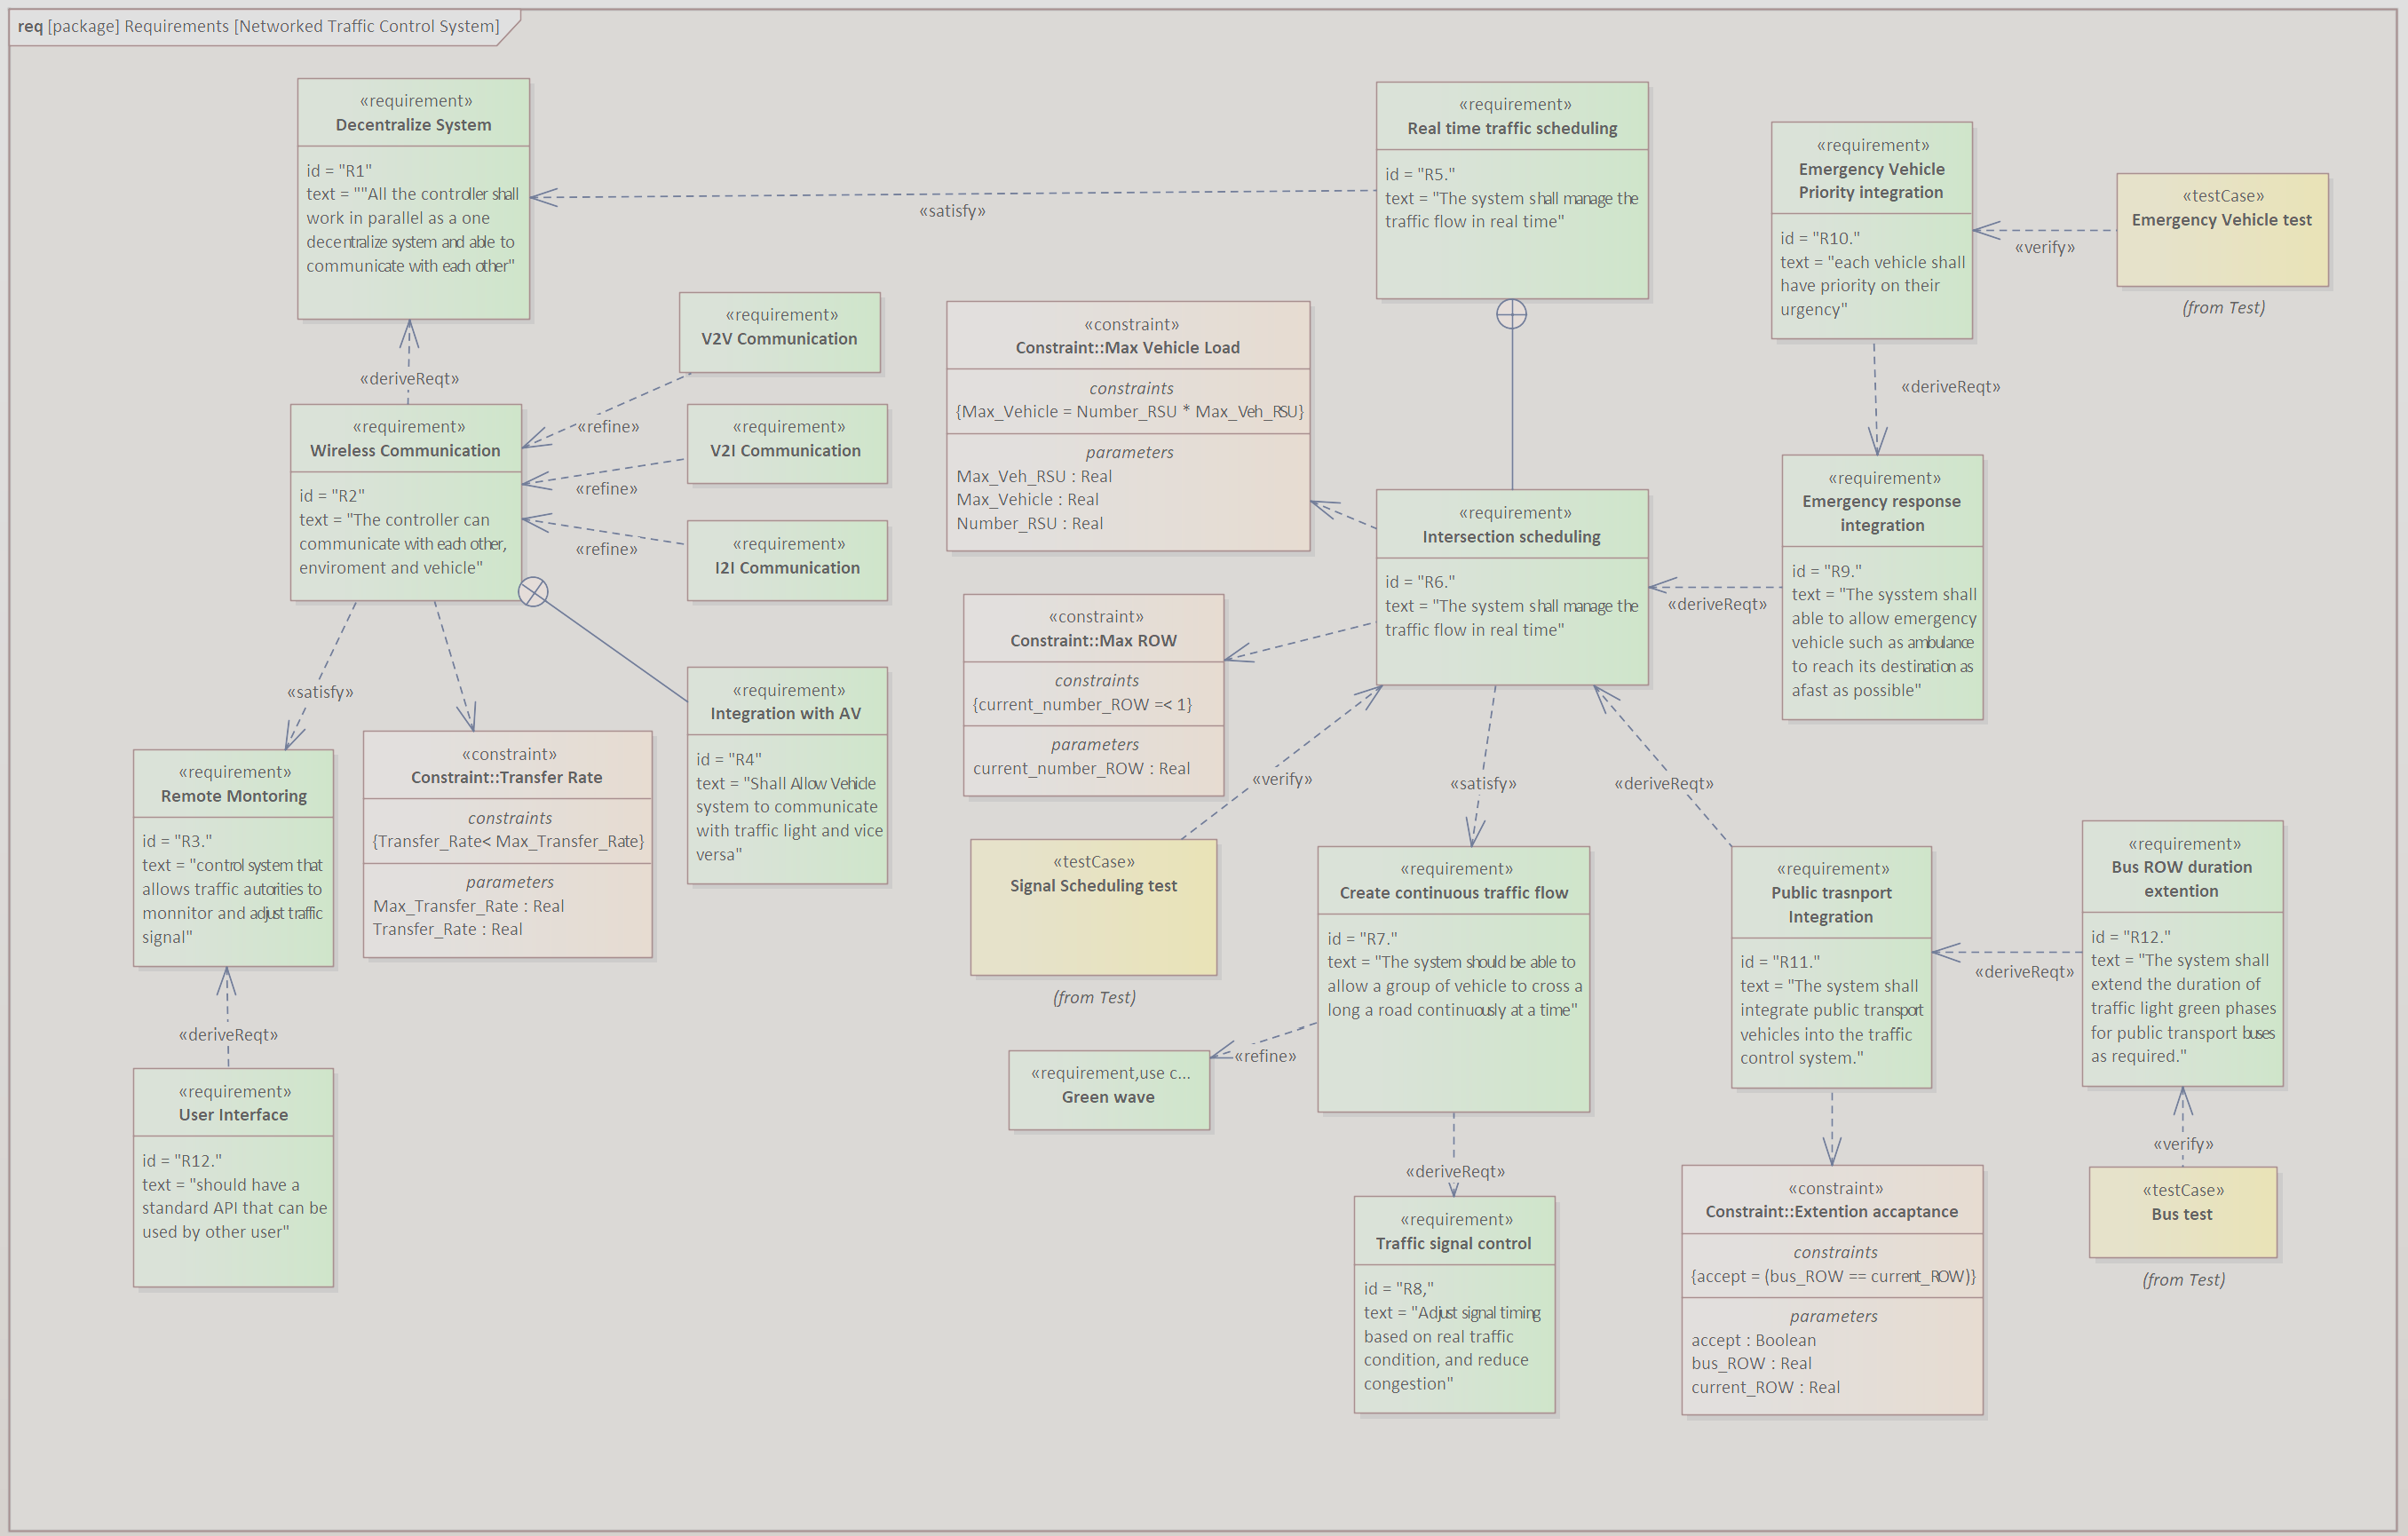 req [package] Requirements [Networked Traffic Control System]
«requirement»
Decentralize System
id = "R1"
text = ""All the controller shall
work in parallel as a one
decentralize system and able to
communicate with each other"
«satisfy»
«requirement»
Real time traffic scheduling
id = "R5."
text = "The system shall manage the
traffic flow in real time"
«requirement»
Emergency Vehicle
Priority integration
id = "R10."
text = "each vehicle shall
have priority on their
urgency"
«verify»
«testCase»
Emergency Vehicle test
(from Test)
«deriveReqt»
«requirement»
V2V Communication
«refine»
«requirement»
V2I Communication
«refine»
«requirement»
I2I Communication
«refine»
«requirement»
Wireless Communication
id = "R2"
text = "The controller can
communicate with each other,
enviroment and vehicle"
«constraint»
Constraint::Max Vehicle Load
constraints
{Max_Vehicle = Number_RSU * Max_Veh_RSU}
parameters
Max_Veh_RSU : Real
Max_Vehicle : Real
Number_RSU : Real
«deriveReqt»
«requirement»
Intersection scheduling
id = "R6."
text = "The system shall manage the
traffic flow in real time"
«deriveReqt»
«requirement»
Emergency response
integration
id = "R9."
text = "The sysstem shall
able to allow emergency
vehicle such as ambulance
to reach its destination as
afast as possible"
«constraint»
Constraint::Max ROW
constraints
{current_number_ROW =< 1}
parameters
current_number_ROW : Real
«satisfy»
«requirement»
Remote Montoring
id = "R3."
text = "control system that
allows traffic autorities to
monnitor and adjust traffic
signal"
«constraint»
Constraint::Transfer Rate
constraints
{Transfer_Rate< Max_Transfer_Rate}
parameters
Max_Transfer_Rate : Real
Transfer_Rate : Real
«requirement»
Integration with AV
id = "R4"
text = "Shall Allow Vehicle
system to communicate
with traffic light and vice
versa"
«verify»
«satisfy»
«deriveReqt»
«testCase»
Signal Scheduling test
(from Test)
«requirement»
Create continuous traffic flow
id = "R7."
text = "The system should be able to
allow a group of vehicle to cross a
long a road continuously at a time"
«requirement»
Public trasnport
Integration
id = "R11."
text = "The system shall
integrate public transport
vehicles into the traffic
control system."
«deriveReqt»
«requirement»
Bus ROW duration
extention
id = "R12."
text = "The system shall
extend the duration of
traffic light green phases
for public transport buses
as required."
«deriveReqt»
«requirement»
User Interface
id = "R12."
text = "should have a
standard API that can be
used by other user"
«refine»
«requirement,use c...
Green wave
«deriveReqt»
«requirement»
Traffic signal control
id = "R8,"
text = "Adjust signal timing
based on real traffic
condition, and reduce
congestion"
«constraint»
Constraint::Extention accaptance
constraints
{accept = (bus_ROW == current_ROW)}
parameters
accept : Boolean
bus_ROW : Real
current_ROW : Real
«verify»
«testCase»
Bus test
(from Test)